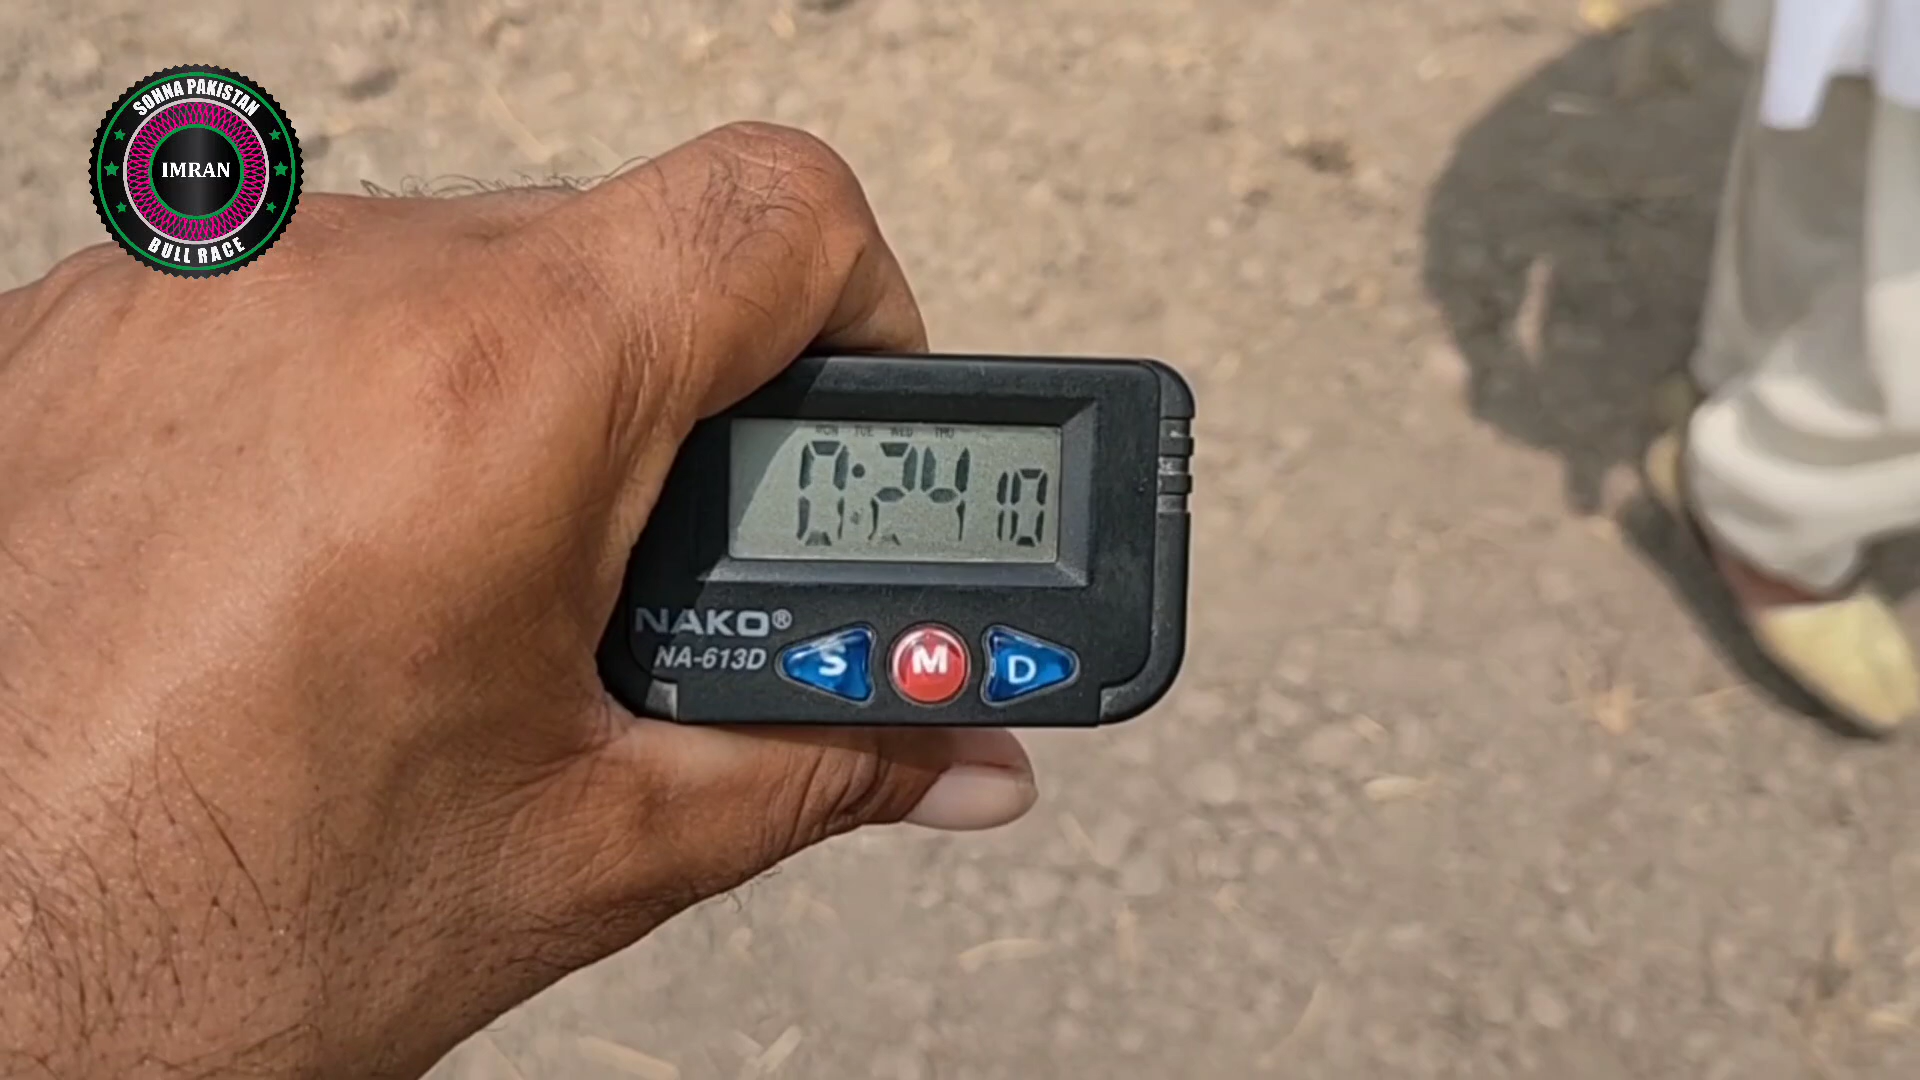 SOHNA PAKISTAN
IMRAN
BULL RACE
MON TUE WED THU
0:24 10
NAKO®
NA-613D
S M D